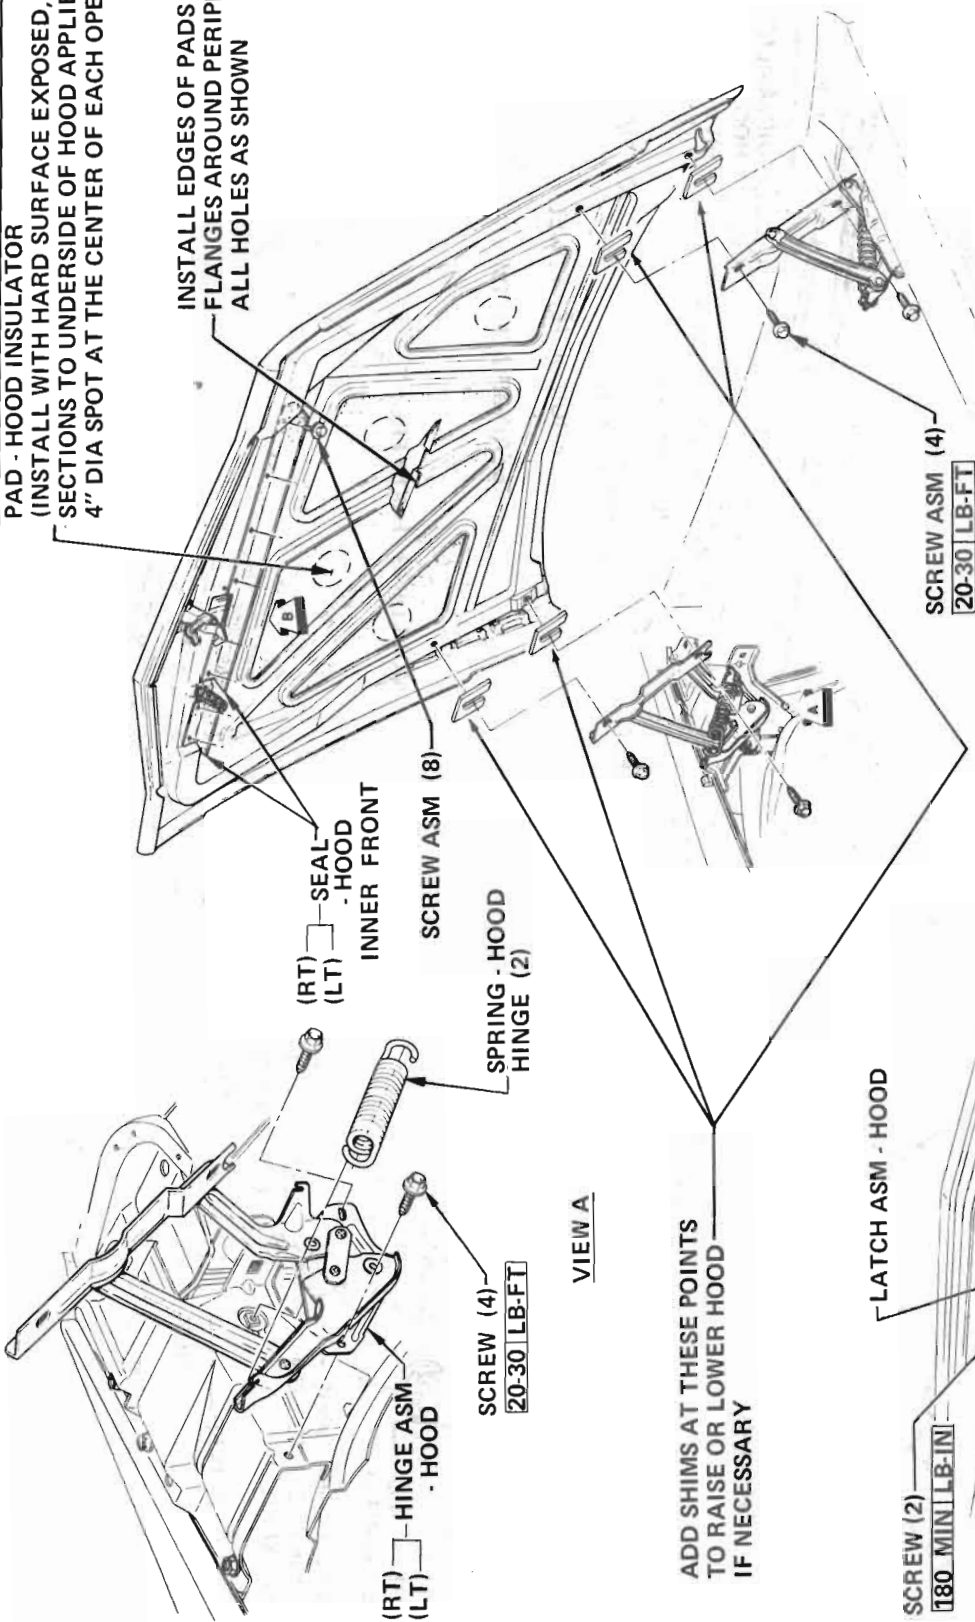 PAD - HOOD INSULATOR
(INSTALL WITH HARD SURFACE EXPOSED,
SECTIONS TO UNDERSIDE OF HOOD
4" DIA SPOT AT THE CENTER OF EACH
INSTALL EDGES OF PADS
FLANGES AROUND
ALL HOLES AS SHOWN
B
(RT)
(LT)
SEAL
- HOOD
INNER FRONT
SCREW ASM (8)
SPRING - HOOD
HINGE (2)
SCREW (4)
20-30 LB-FT
(RT)
(LT)
HINGE ASM
- HOOD
VIEW A
A
SCREW ASM (4)
20-30 LB-FT
ADD SHIMS AT THESE POINTS
TO RAISE OR LOWER HOOD
IF NECESSARY
LATCH ASM - HOOD
SCREW (2)
180 MIN LB-IN